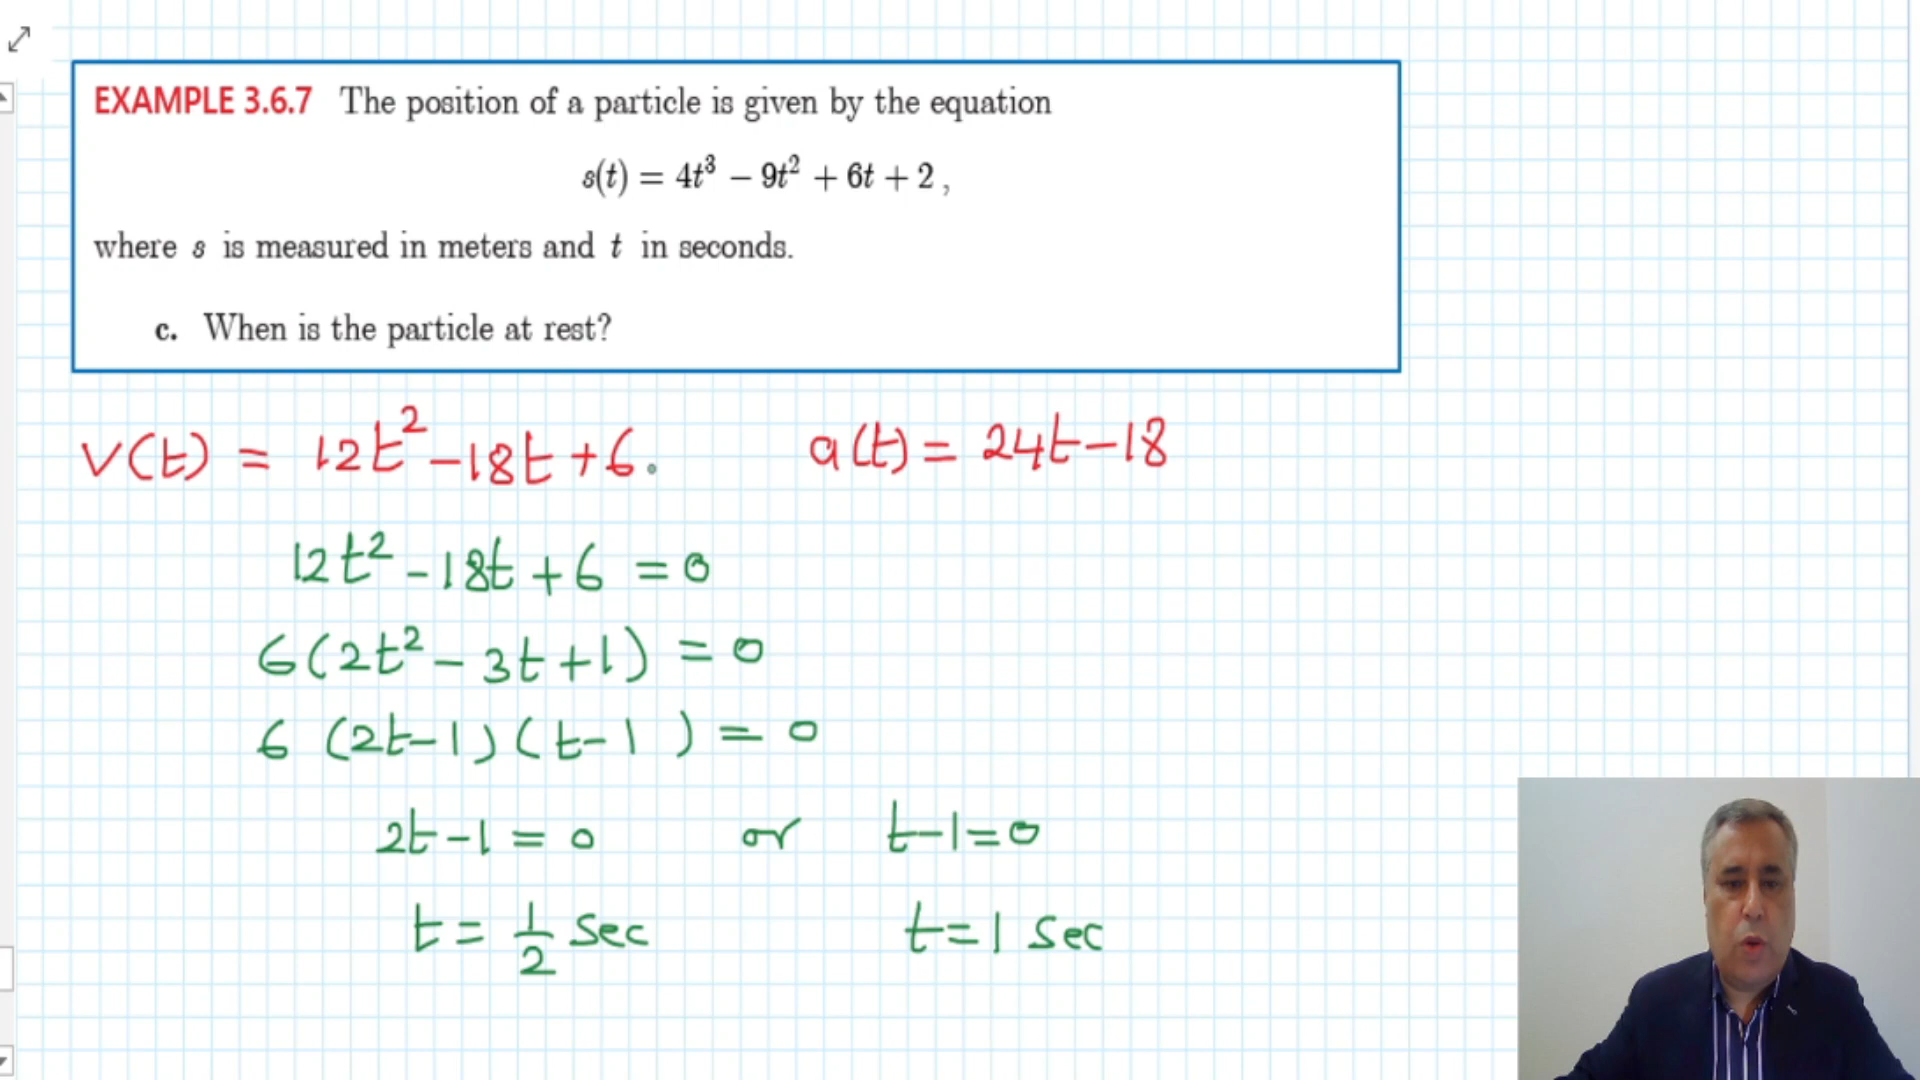 EXAMPLE 3.6.7 The position of a particle is given by the equation
s(t) = 4t³ − 9t² + 6t + 2 ,
where s is measured in meters and t in seconds.
c. When is the particle at rest?
V(t) = 12t² − 18t + 6 a(t) = 24t − 18
12t² − 18t + 6 = 0
6(2t² − 3t + 1) = 0
6 (2t − 1)(t − 1) = 0
2t − 1 = 0 or t − 1 = 0
t = 1/2 sec t = 1 sec